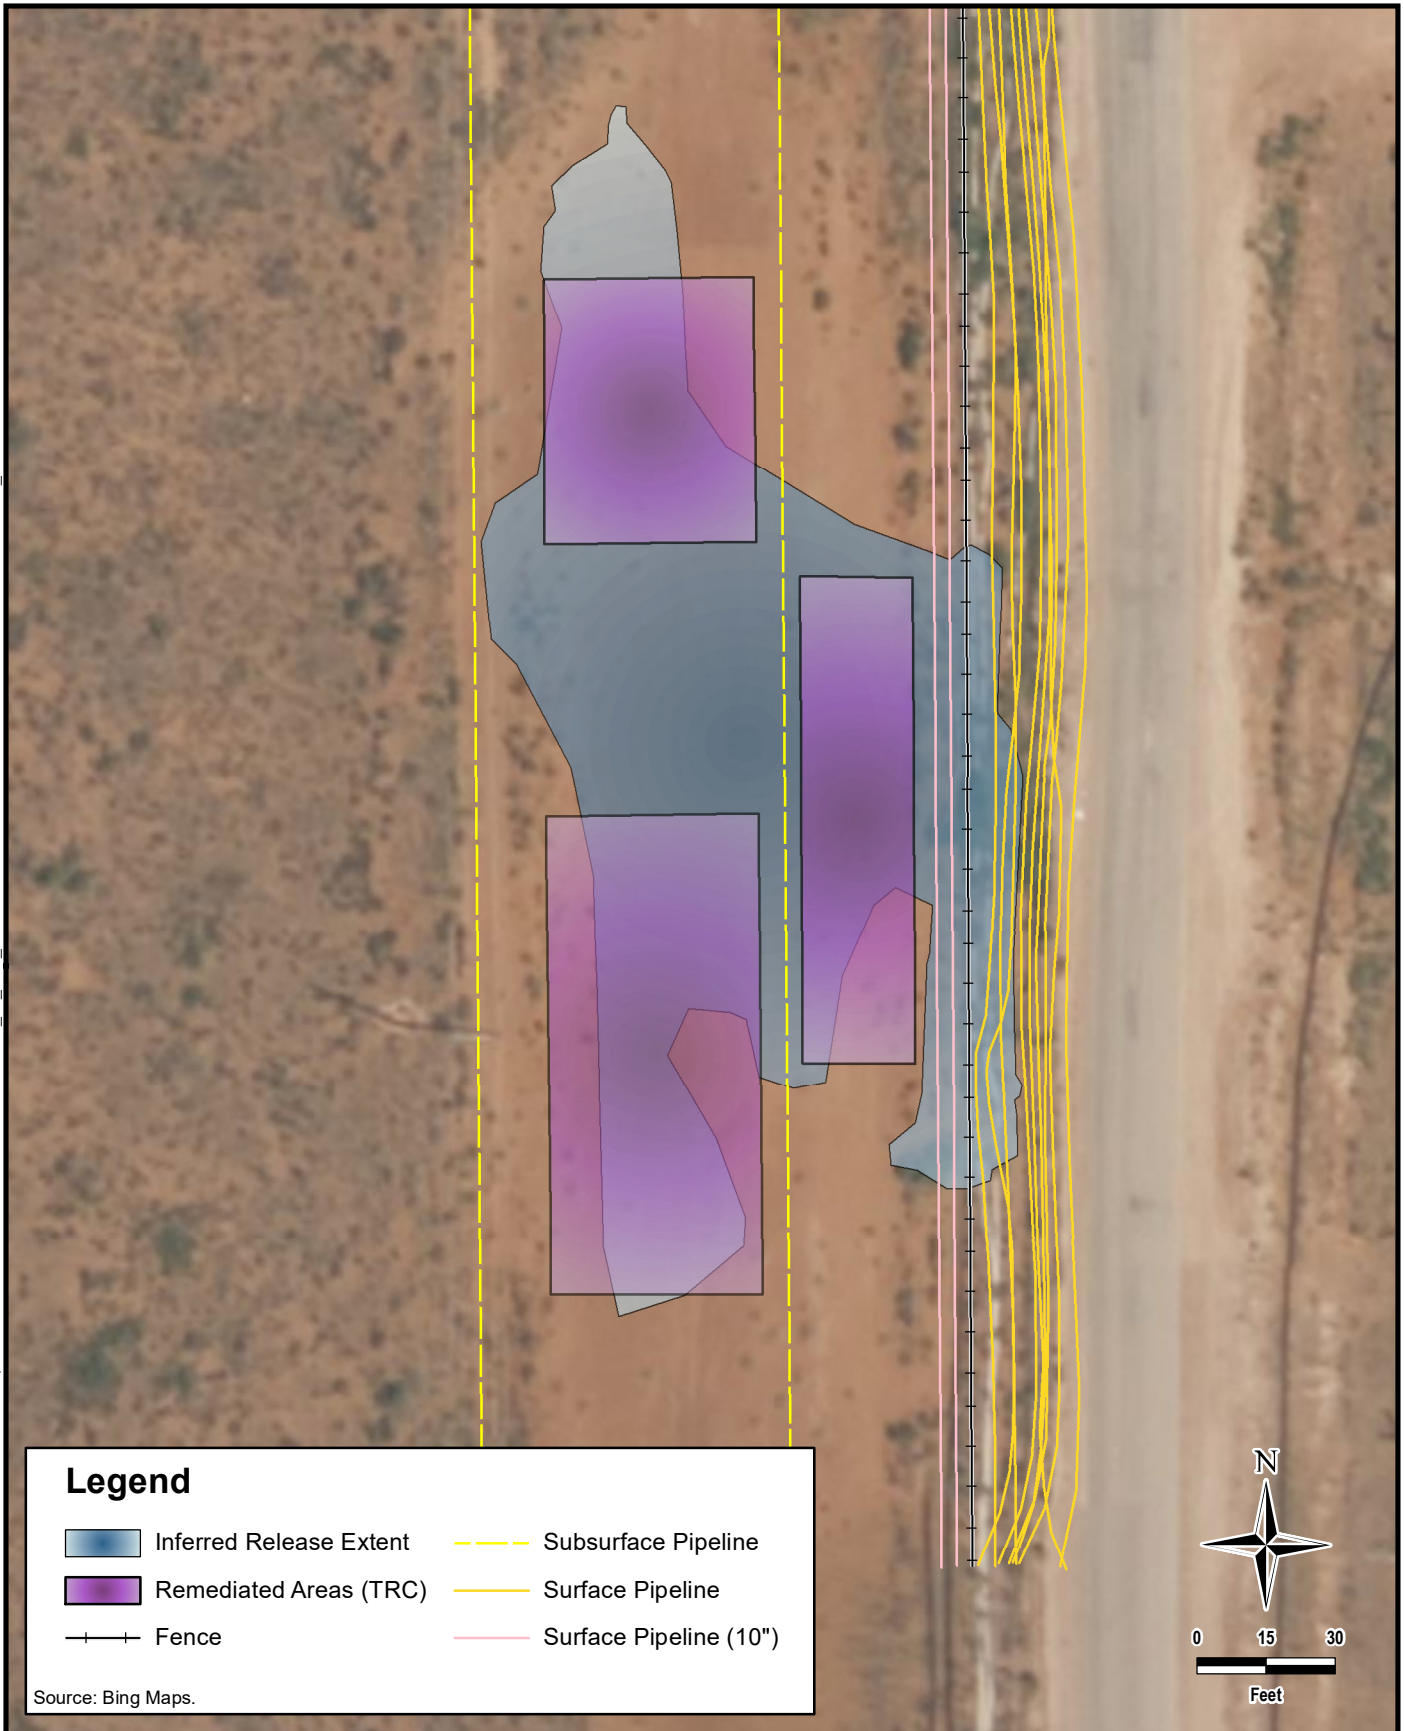 Legend
Inferred Release Extent
Subsurface Pipeline
Remediated Areas (TRC)
Surface Pipeline
Fence
Surface Pipeline (10")
Source: Bing Maps.
N
0 15 30
Feet